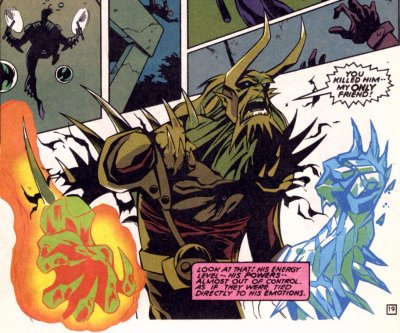 YOU
KILLED HIM--
MY ONLY
FRIEND!
LOOK AT THAT! HIS ENERGY
LEVEL-- HIS POWERS--
ALMOST OUT OF CONTROL.
AS IF THEY WERE TIED
DIRECTLY TO HIS EMOTIONS.
19